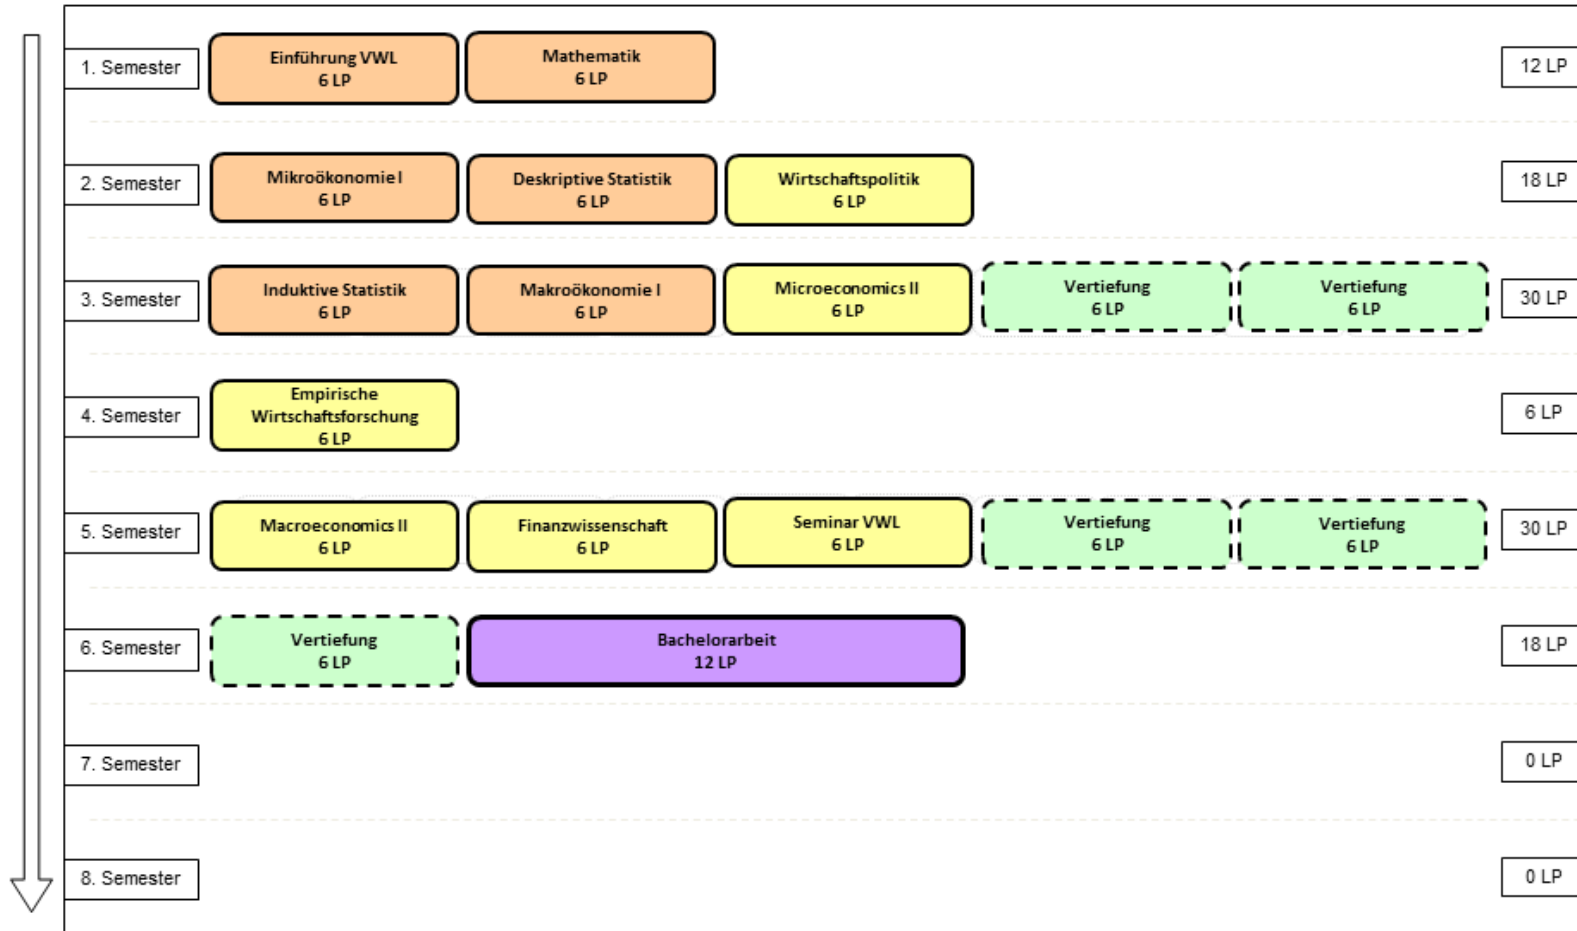 1. Semester
Einführung VWL
6 LP
Mathematik
6 LP
12 LP
2. Semester
Mikroökonomie I
6 LP
Deskriptive Statistik
6 LP
Wirtschaftspolitik
6 LP
18 LP
3. Semester
Induktive Statistik
6 LP
Makroökonomie I
6 LP
Microeconomics II
6 LP
Vertiefung
6 LP
Vertiefung
6 LP
30 LP
4. Semester
Empirische
Wirtschaftsforschung
6 LP
6 LP
5. Semester
Macroeconomics II
6 LP
Finanzwissenschaft
6 LP
Seminar VWL
6 LP
Vertiefung
6 LP
Vertiefung
6 LP
30 LP
6. Semester
Vertiefung
6 LP
Bachelorarbeit
12 LP
18 LP
7. Semester
0 LP
8. Semester
0 LP